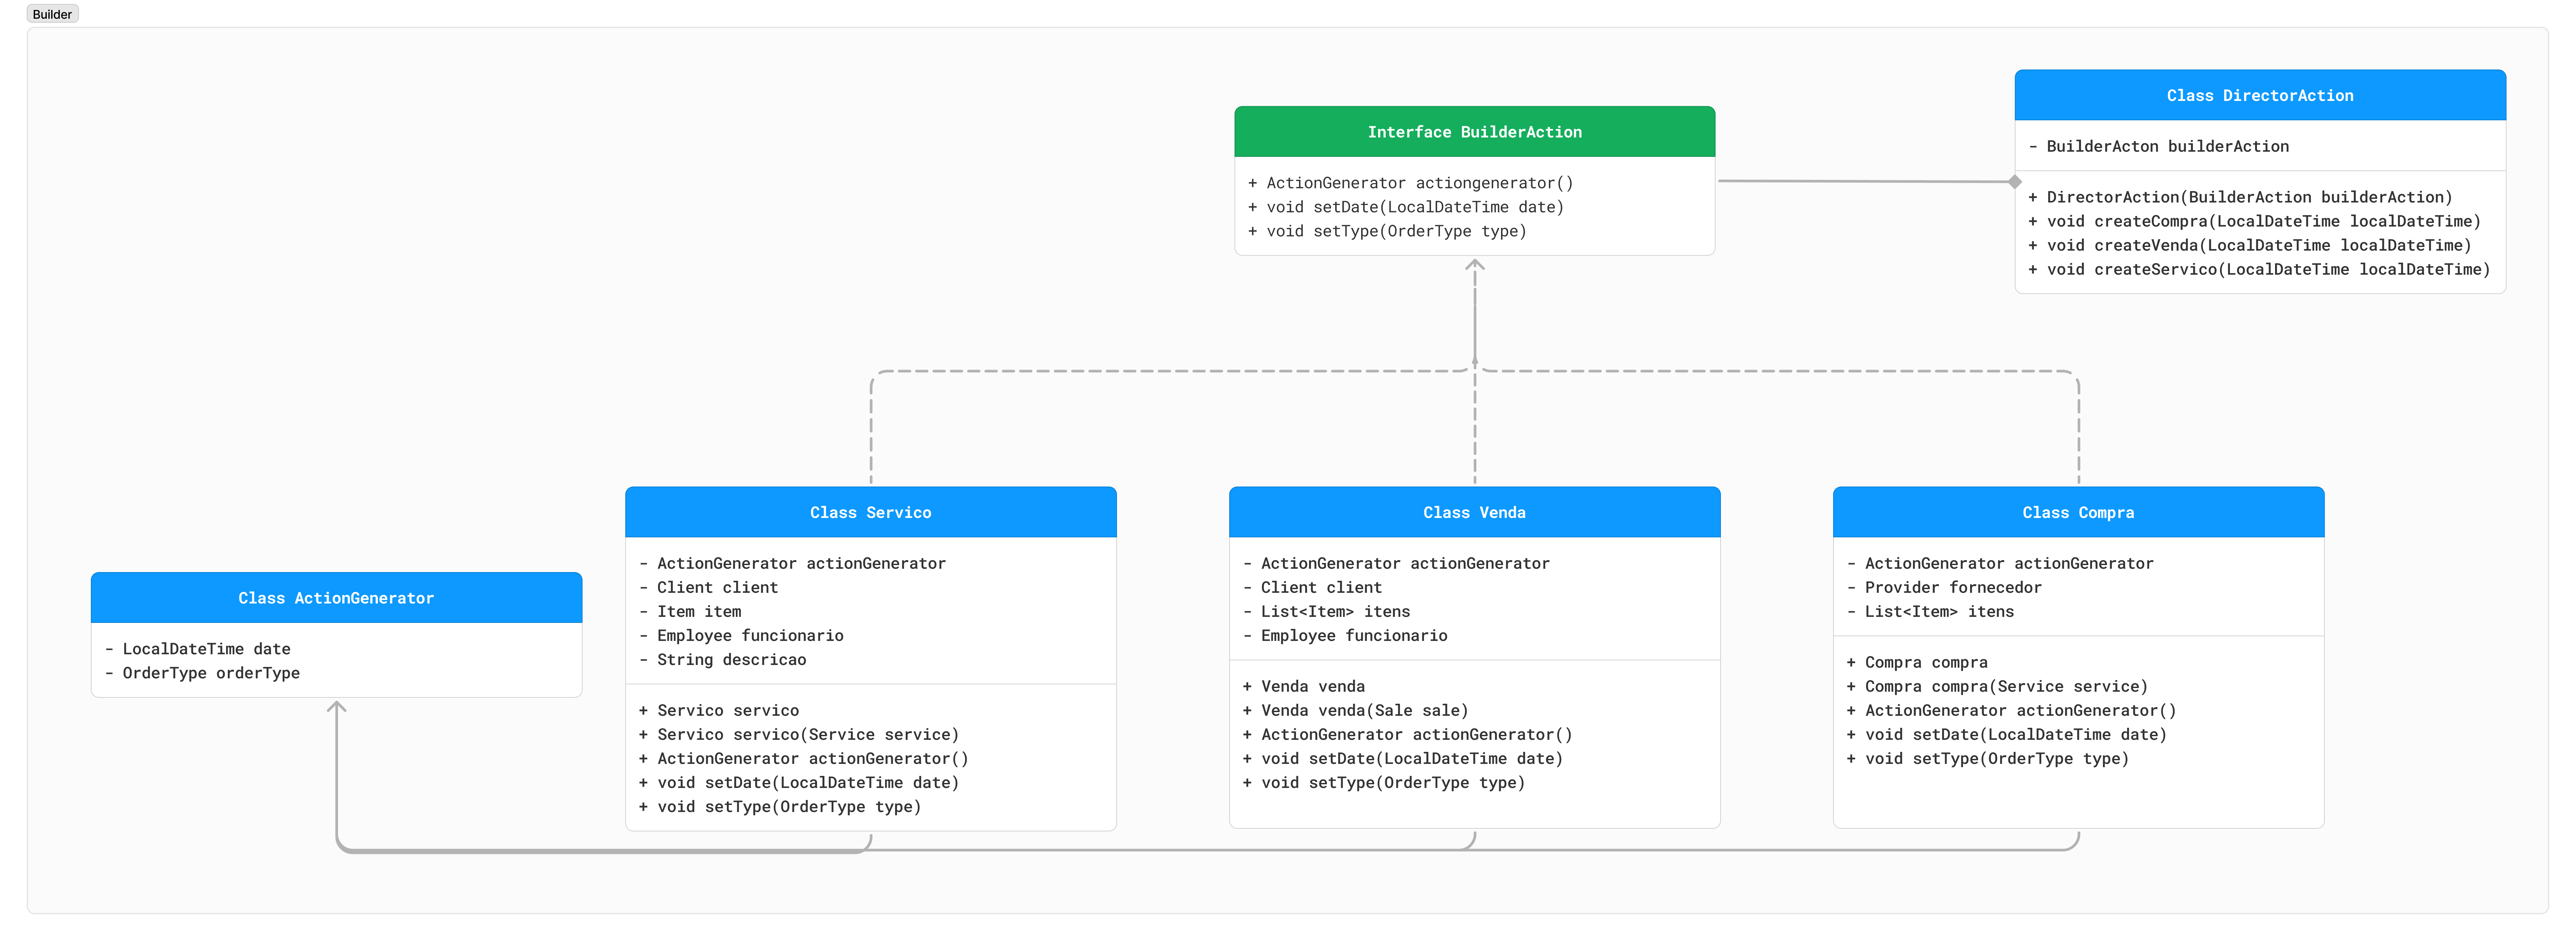 Builder
Interface BuilderAction
+ ActionGenerator actiongenerator()
+ void setDate(LocalDateTime date)
+ void setType(OrderType type)
Class DirectorAction
- BuilderActon builderAction
+ DirectorAction(BuilderAction builderAction)
+ void createCompra(LocalDateTime localDateTime)
+ void createVenda(LocalDateTime localDateTime)
+ void createServico(LocalDateTime localDateTime)
Class ActionGenerator
- LocalDateTime date
- OrderType orderType
Class Servico
- ActionGenerator actionGenerator
- Client client
- Item item
- Employee funcionario
- String descricao
+ Servico servico
+ Servico servico(Service service)
+ ActionGenerator actionGenerator()
+ void setDate(LocalDateTime date)
+ void setType(OrderType type)
Class Venda
- ActionGenerator actionGenerator
- Client client
- List<Item> itens
- Employee funcionario
+ Venda venda
+ Venda venda(Sale sale)
+ ActionGenerator actionGenerator()
+ void setDate(LocalDateTime date)
+ void setType(OrderType type)
Class Compra
- ActionGenerator actionGenerator
- Provider fornecedor
- List<Item> itens
+ Compra compra
+ Compra compra(Service service)
+ ActionGenerator actionGenerator()
+ void setDate(LocalDateTime date)
+ void setType(OrderType type)